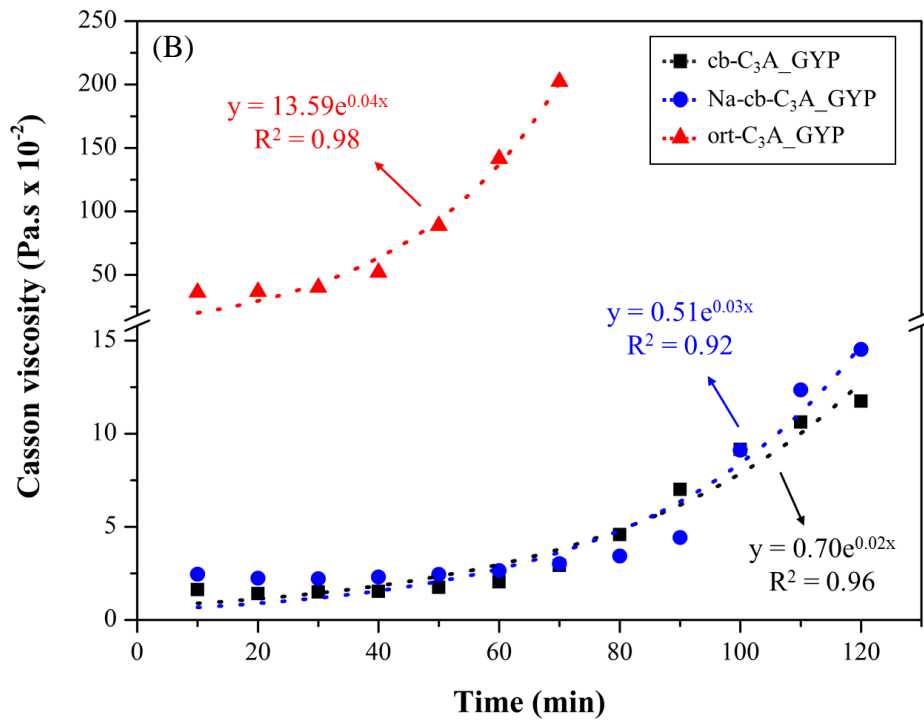 (B)
cb-C₃A_GYP
Na-cb-C₃A_GYP
ort-C₃A_GYP
y = 13.59e^0.04x
R² = 0.98
y = 0.51e^0.03x
R² = 0.92
y = 0.70e^0.02x
R² = 0.96
Casson viscosity (Pa.s x 10⁻²)
250
200
150
100
50
15
10
5
0
0 20 40 60 80 100 120
Time (min)